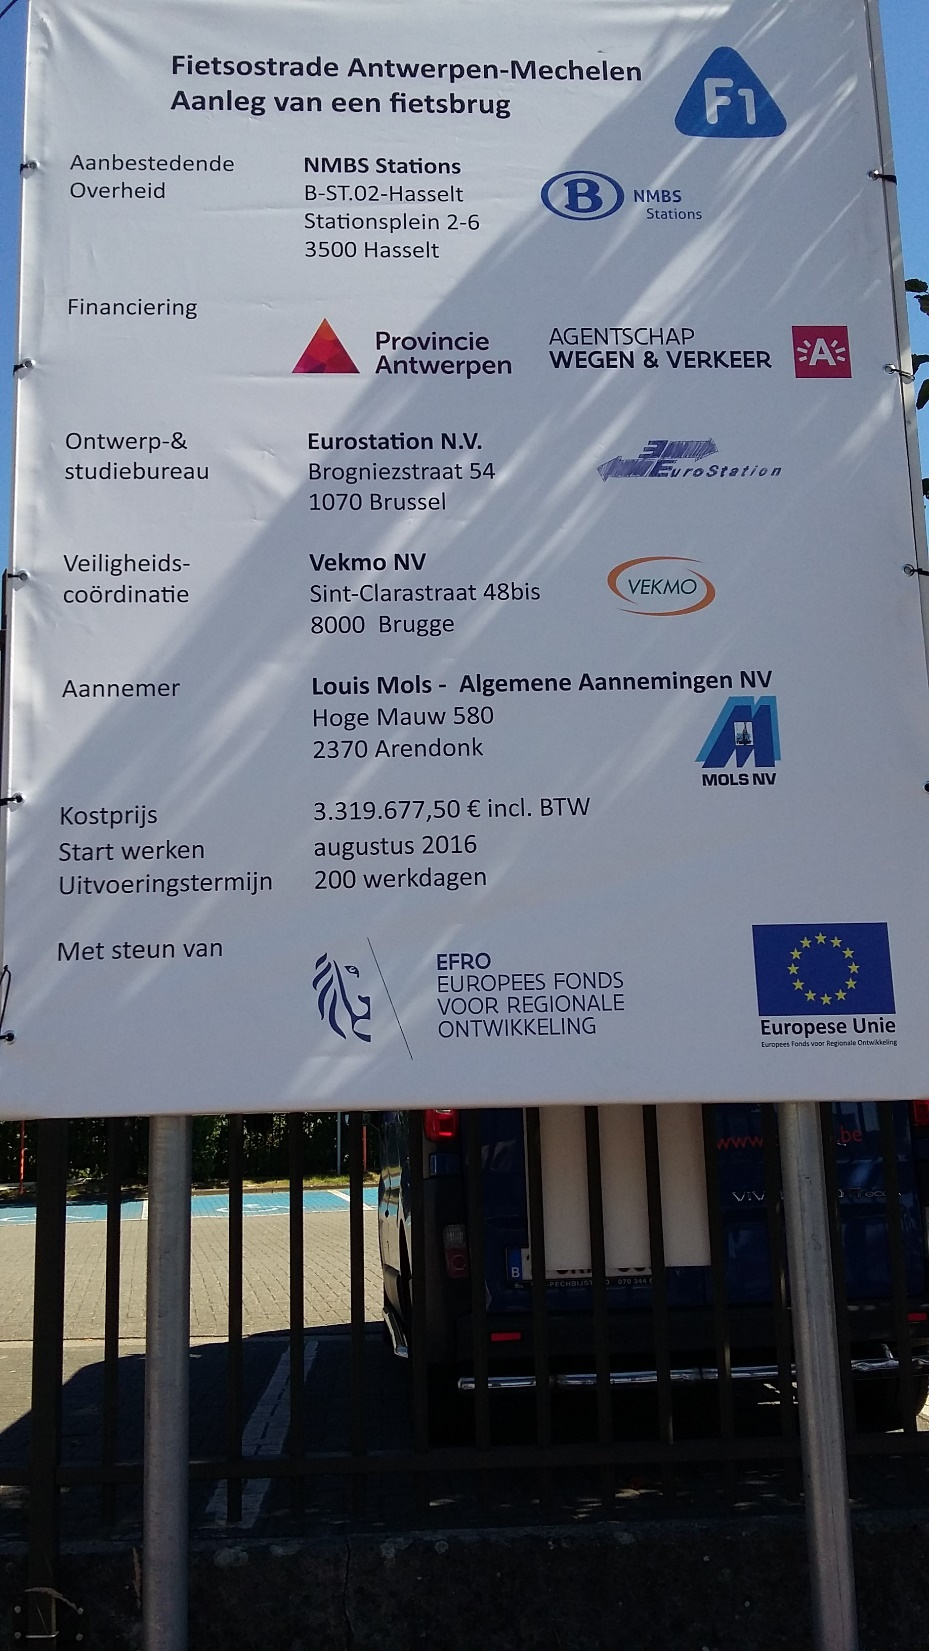 Fietsostrade Antwerpen-Mechelen
Aanleg van een fietsbrug
F1
Aanbestedende
Overheid
NMBS Stations
B-ST.02-Hasselt
Stationsplein 2-6
3500 Hasselt
B
NMBS
Stations
Financiering
Provincie
Antwerpen
AGENTSCHAP
WEGEN & VERKEER
A
Ontwerp-&
studiebureau
Eurostation N.V.
Brogniezstraat 54
1070 Brussel
EuroStation
Veiligheids-
coördinatie
Vekmo NV
Sint-Clarastraat 48bis
8000 Brugge
VEKMO
Aannemer
Louis Mols - Algemene Aannemingen NV
Hoge Mauw 580
2370 Arendonk
MOLS NV
Kostprijs 3.319.677,50 € incl. BTW
Start werken augustus 2016
Uitvoeringstermijn 200 werkdagen
Met steun van
EFRO
EUROPEES FONDS
VOOR REGIONALE
ONTWIKKELING
Europese Unie
Europees Fonds voor Regionale Ontwikkeling
www
be
B